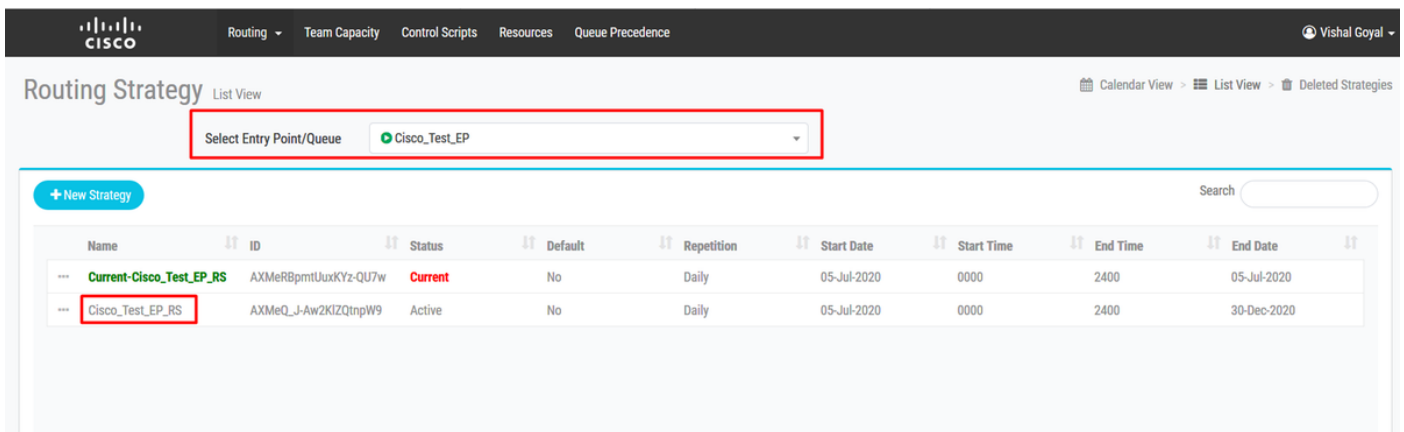 CISCO Routing Team Capacity Control Scripts Resources Queue Precedence Vishal Goyal
Routing Strategy List View Calendar View > List View > Deleted Strategies
Select Entry Point/Queue Cisco_Test_EP
+ New Strategy Search
Name ID Status Default Repetition Start Date Start Time End Time End Date
Current-Cisco_Test_EP_RS AXMeRBpmtUuxKYz-QU7w Current No Daily 05-Jul-2020 0000 2400 05-Jul-2020
Cisco_Test_EP_RS AXMeQ_J-Aw2KlZQtnpW9 Active No Daily 05-Jul-2020 0000 2400 30-Dec-2020